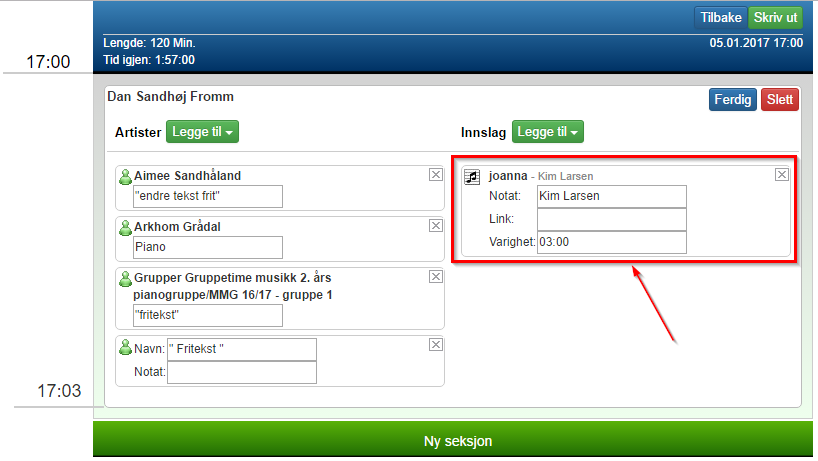 Tilbake Skriv ut
Lengde: 120 Min. 05.01.2017 17:00
Tid igjen: 1:57:00
17:00
Dan Sandhøj Fromm Ferdig Slett
Artister Legge til Innslag Legge til
Aimee Sandhåland
"endre tekst frit"
Arkhom Grådal
Piano
Grupper Gruppetime musikk 2. års
pianogruppe/MMG 16/17 - gruppe 1
"fritekst"
Navn: " Fritekst "
Notat:
joanna - Kim Larsen
Notat: Kim Larsen
Link:
Varighet: 03:00
17:03
Ny seksjon